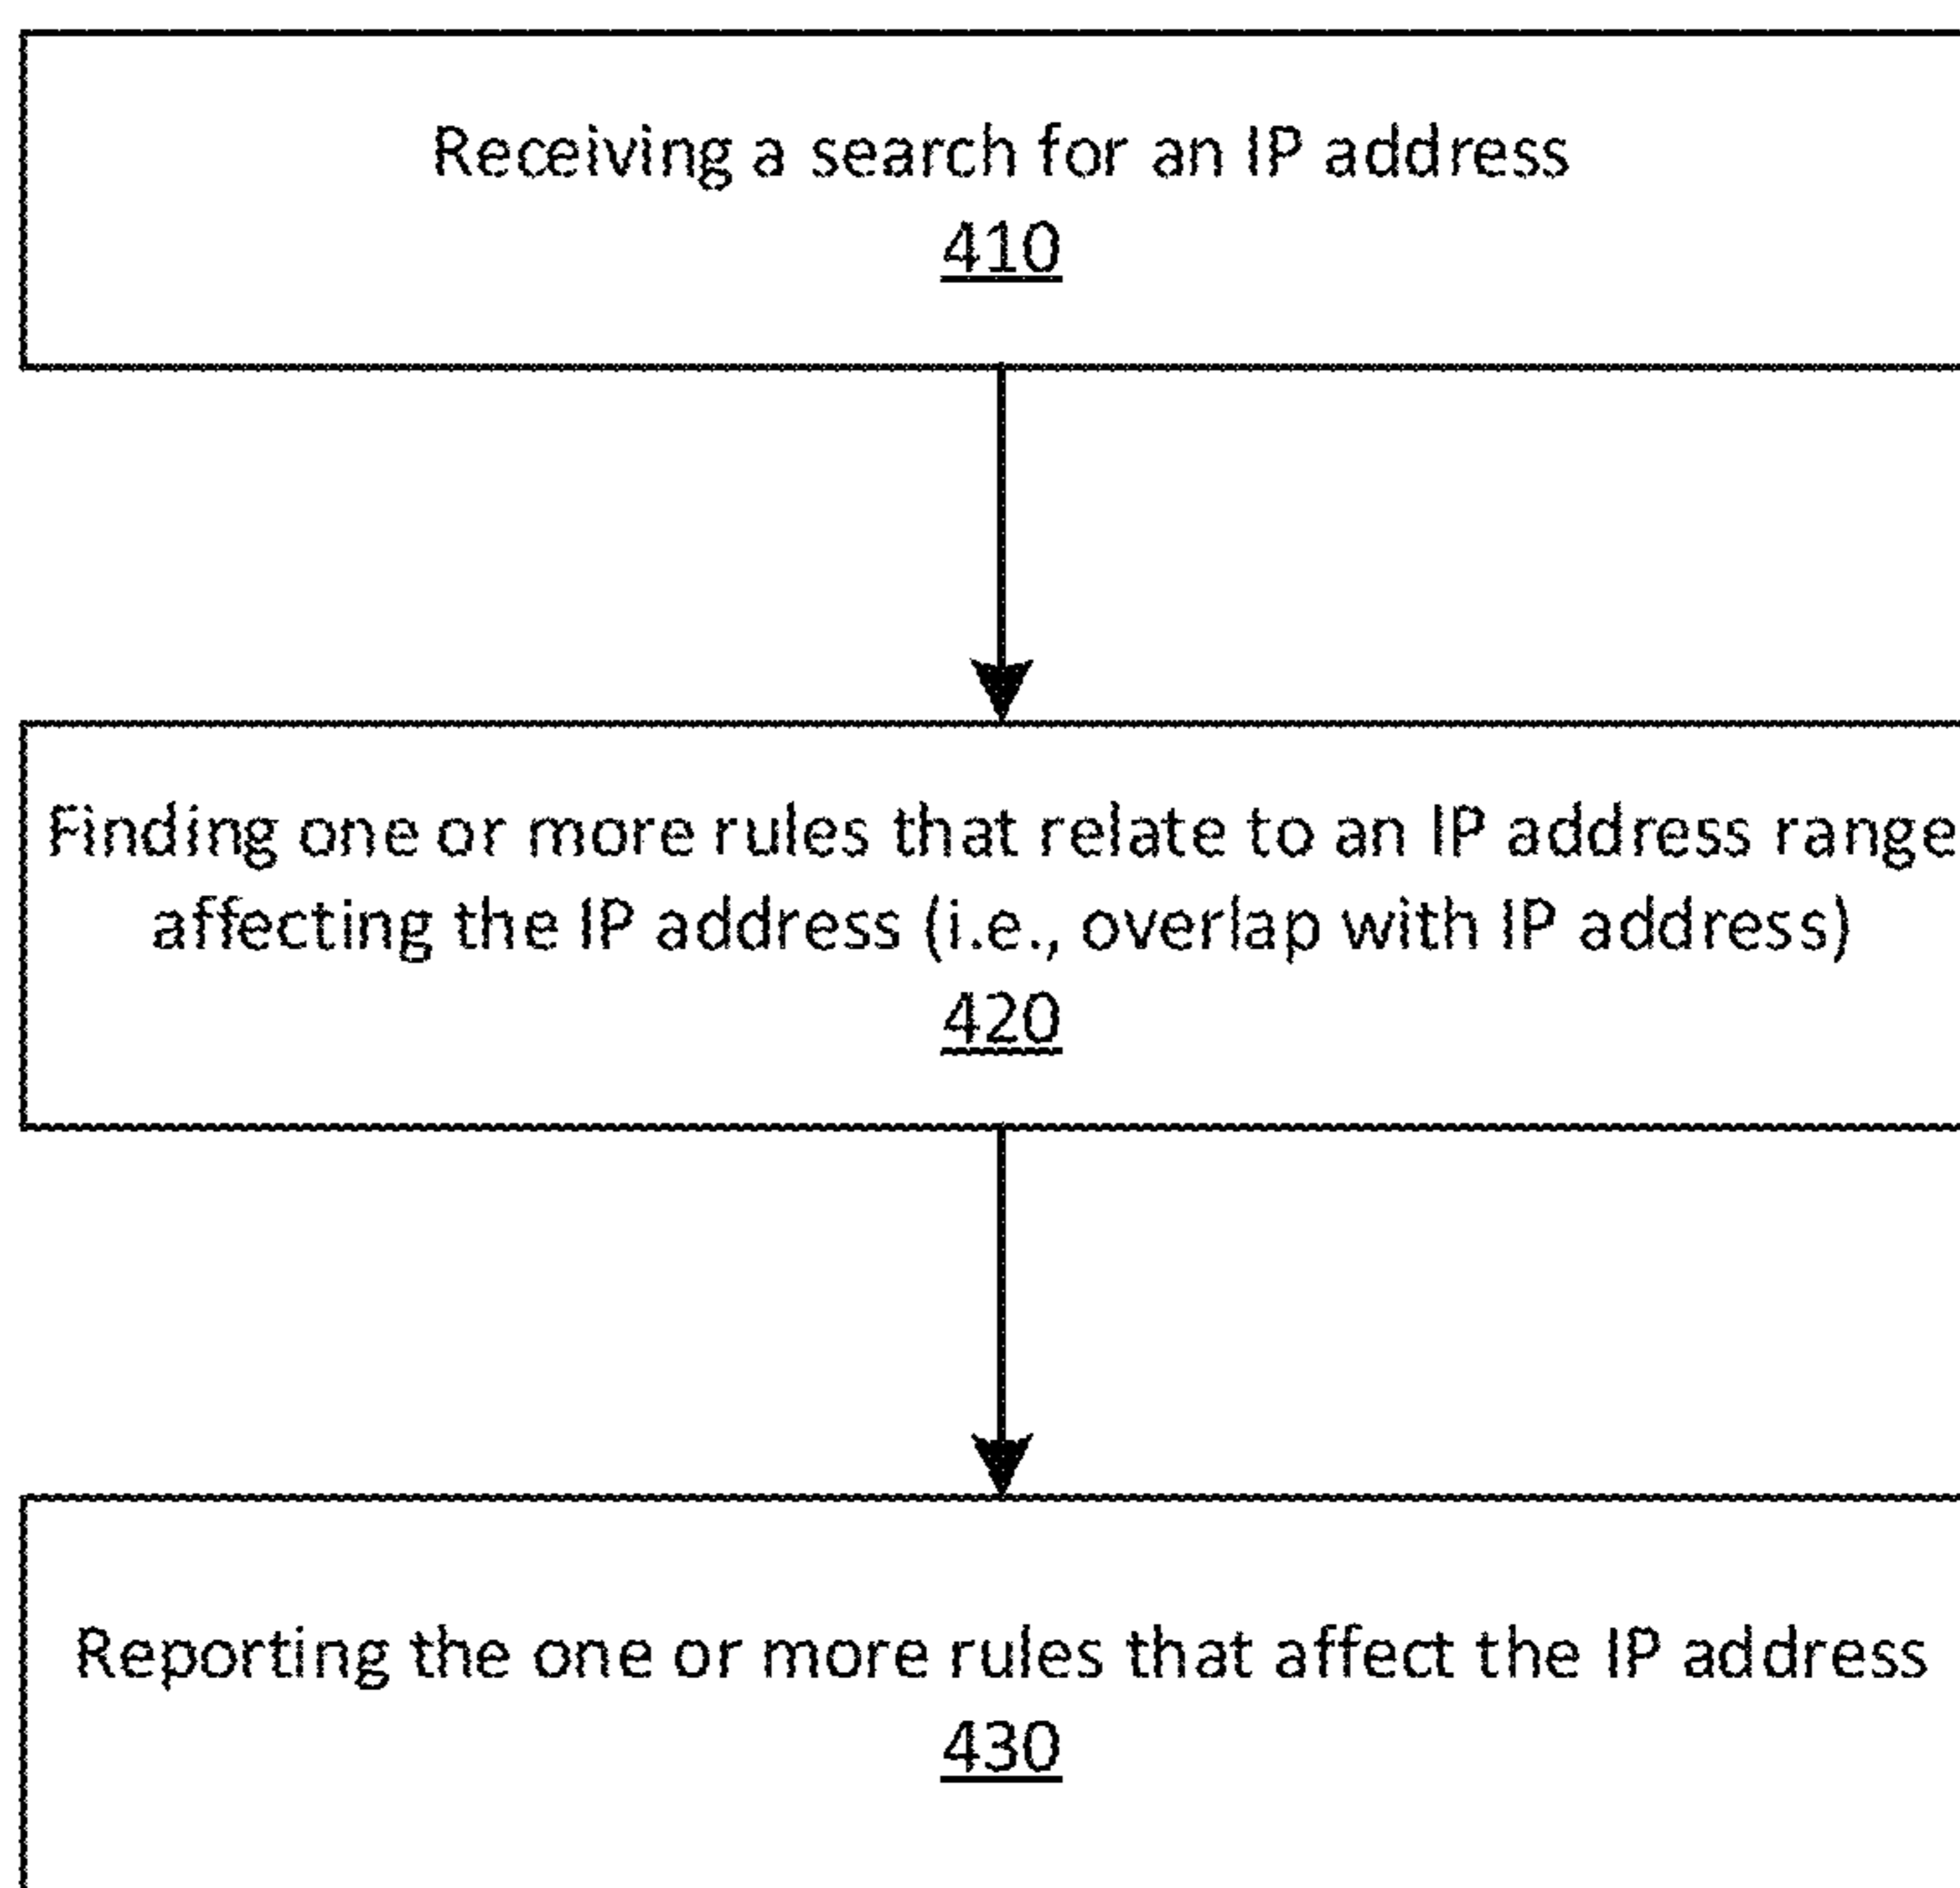 Receiving a search for an IP address
410
Finding one or more rules that relate to an IP address range
affecting the IP address (i.e., overlap with IP address)
420
Reporting the one or more rules that affect the IP address
430